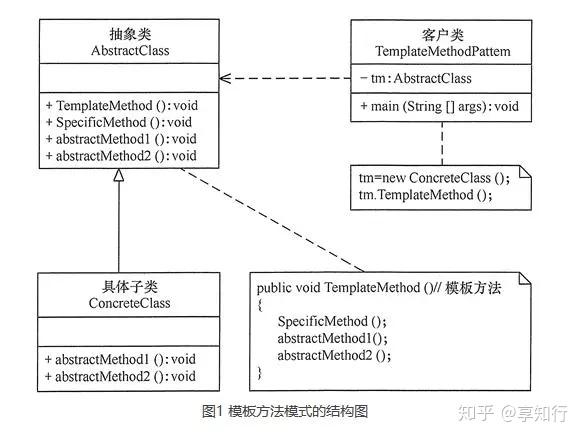 抽象类
AbstractClass
+ TemplateMethod ():void
+ SpecificMethod ():void
+ abstractMethod1 ():void
+ abstractMethod2 ():void
客户类
TemplateMethodPattem
- tm:AbstractClass
+ main (String [] args):void
tm=new ConcreteClass ();
tm.TemplateMethod ();
具体子类
ConcreteClass
+ abstractMethod1 ():void
+ abstractMethod2 ():void
public void TemplateMethod ()// 模板方法
{
SpecificMethod ();
abstractMethod1();
abstractMethod2 ();
}
图1 模板方法模式的结构图
知乎 @享知行